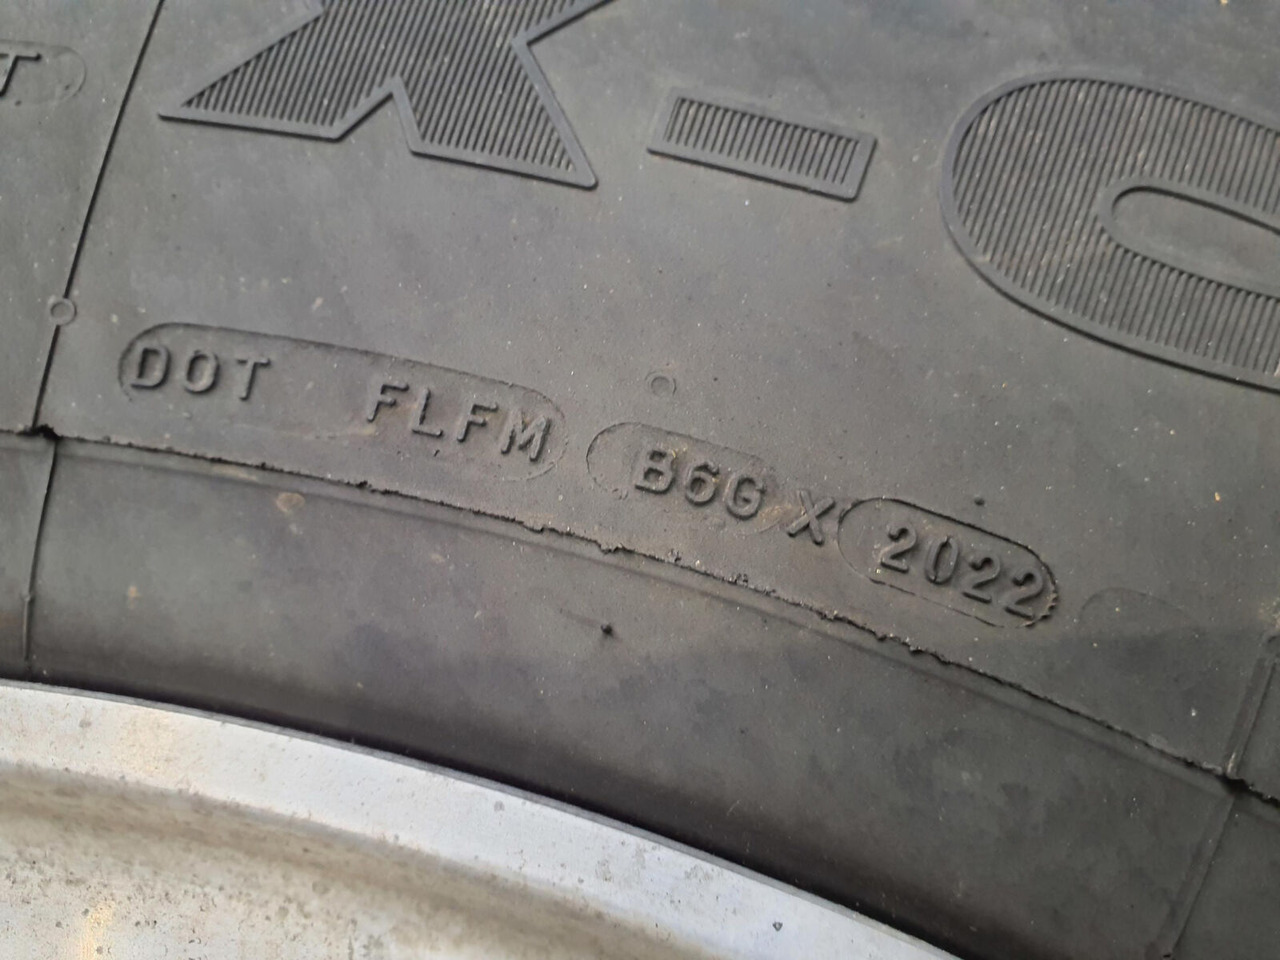 X-C
DOT FLFM B6G X 2022